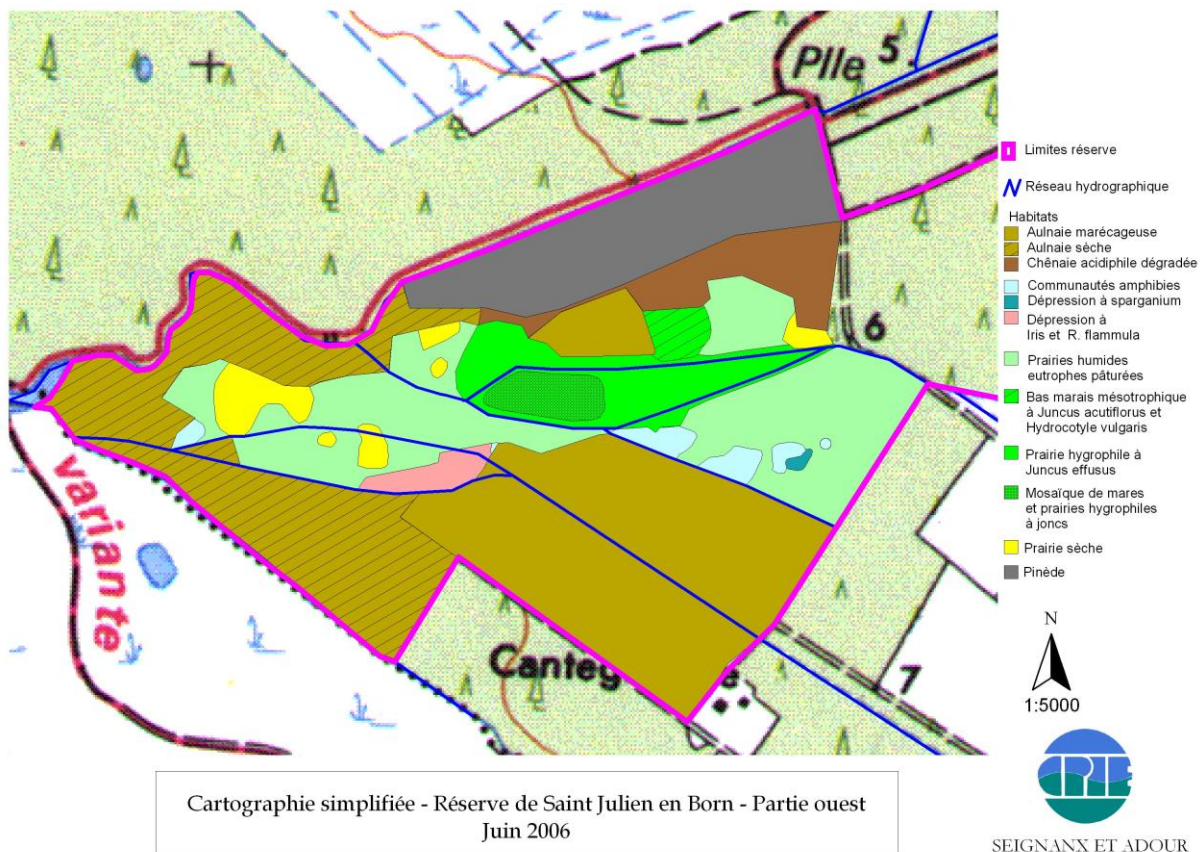 Pile 5
6
7
variante
Limites réserve
Réseau hydrographique
Habitats
Aulnaie marécageuse
Aulnaie sèche
Chênaie acidiphile dégradée
Communautés amphibies
Dépression à sparganium
Dépression à
Iris et R. flammula
Prairies humides
eutrophes pâturées
Bas marais mésotrophique
à Juncus acutiflorus et
Hydrocotyle vulgaris
Prairie hygrophile à
Juncus effusus
Mosaïque de mares
et prairies hygrophiles
à joncs
Prairie sèche
Pinède
N
1:5000
CPIE
SEIGNANX ET ADOUR
Cartographie simplifiée - Réserve de Saint Julien en Born - Partie ouest
Juin 2006